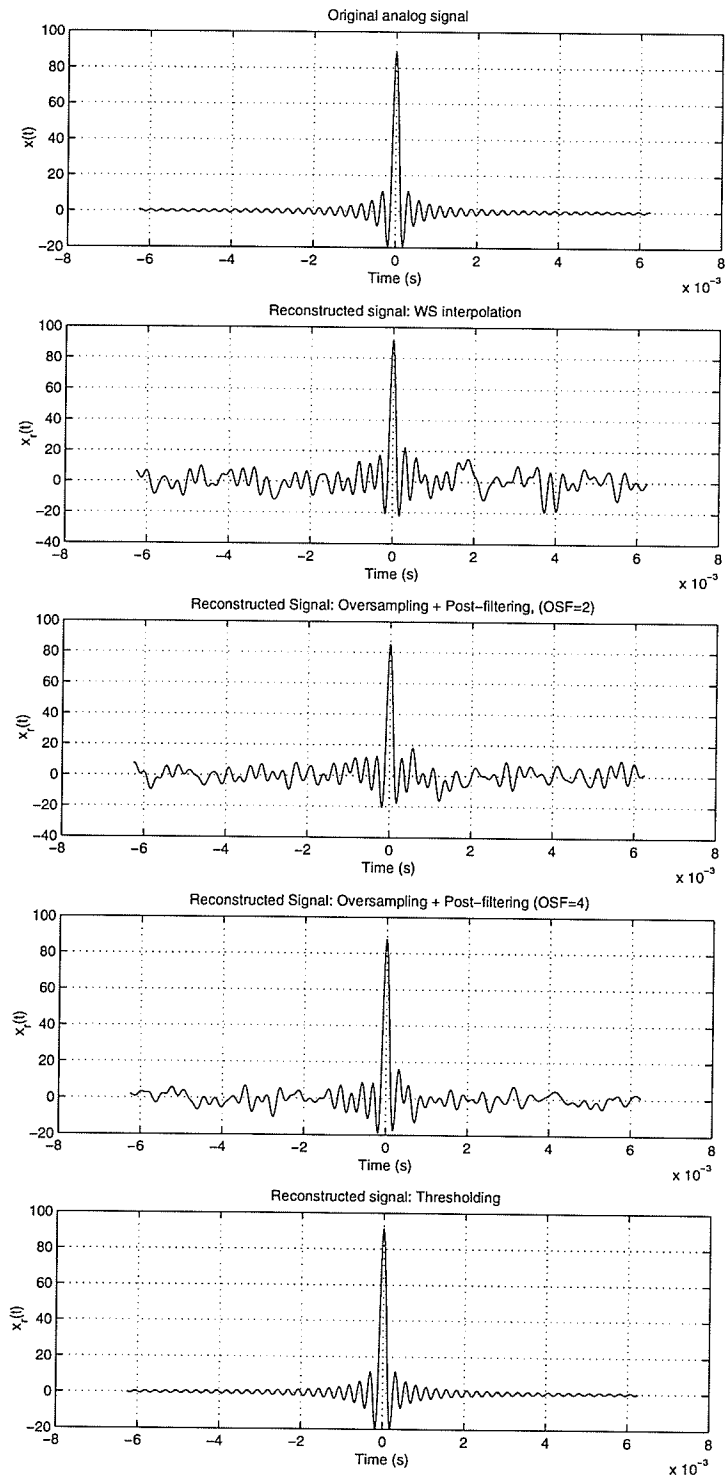 Original analog signal
100
80
60
40
20
0
−20
x(t)
−8 −6 −4 −2 0 2 4 6 8
Time (s)
x 10−3
Reconstructed signal: WS interpolation
100
80
60
40
20
0
−20
−40
xr(t)
−8 −6 −4 −2 0 2 4 6 8
Time (s)
x 10−3
Reconstructed Signal: Oversampling + Post−filtering, (OSF=2)
100
80
60
40
20
0
−20
−40
xr(t)
−8 −6 −4 −2 0 2 4 6 8
Time (s)
x 10−3
Reconstructed Signal: Oversampling + Post−filtering (OSF=4)
100
80
60
40
20
0
−20
xr(t)
−8 −6 −4 −2 0 2 4 6 8
Time (s)
x 10−3
Reconstructed signal: Thresholding
100
80
60
40
20
0
−20
xr(t)
−8 −6 −4 −2 0 2 4 6 8
Time (s)
x 10−3